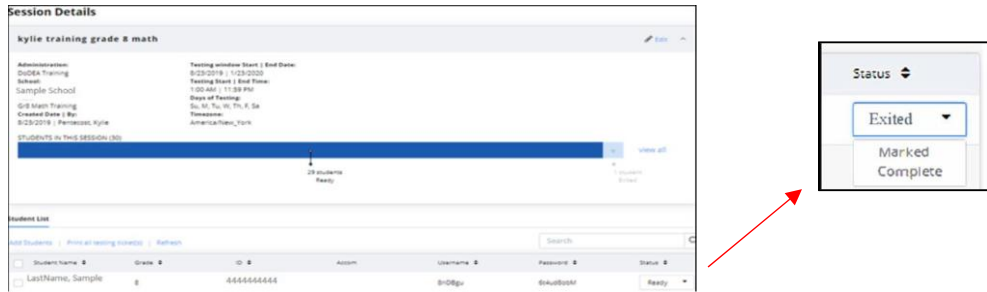 Session Details
kylie training grade 8 math
Edit
Administration:
DoDEA Training
School:
Sample School
Gr8 Math Training
Created Date | By:
8/23/2019 | Pentecost, Kylie
Testing window Start | End Date:
8/23/2019 | 1/23/2020
Testing Start | End Time:
1:00 AM | 11:59 PM
Days of Testing:
Su, M, Tu, W, Th, F, Sa
Timezone:
America/New_York
STUDENTS IN THIS SESSION (30)
View all
29 students
Ready
1 student
Exited
Student List
Add Students | Print all testing ticket(s) | Refresh
Search
Student Name Grade ID Accom Username Password Status
LastName, Sample 8 4444444444 Ready
Status
Exited
Marked
Complete